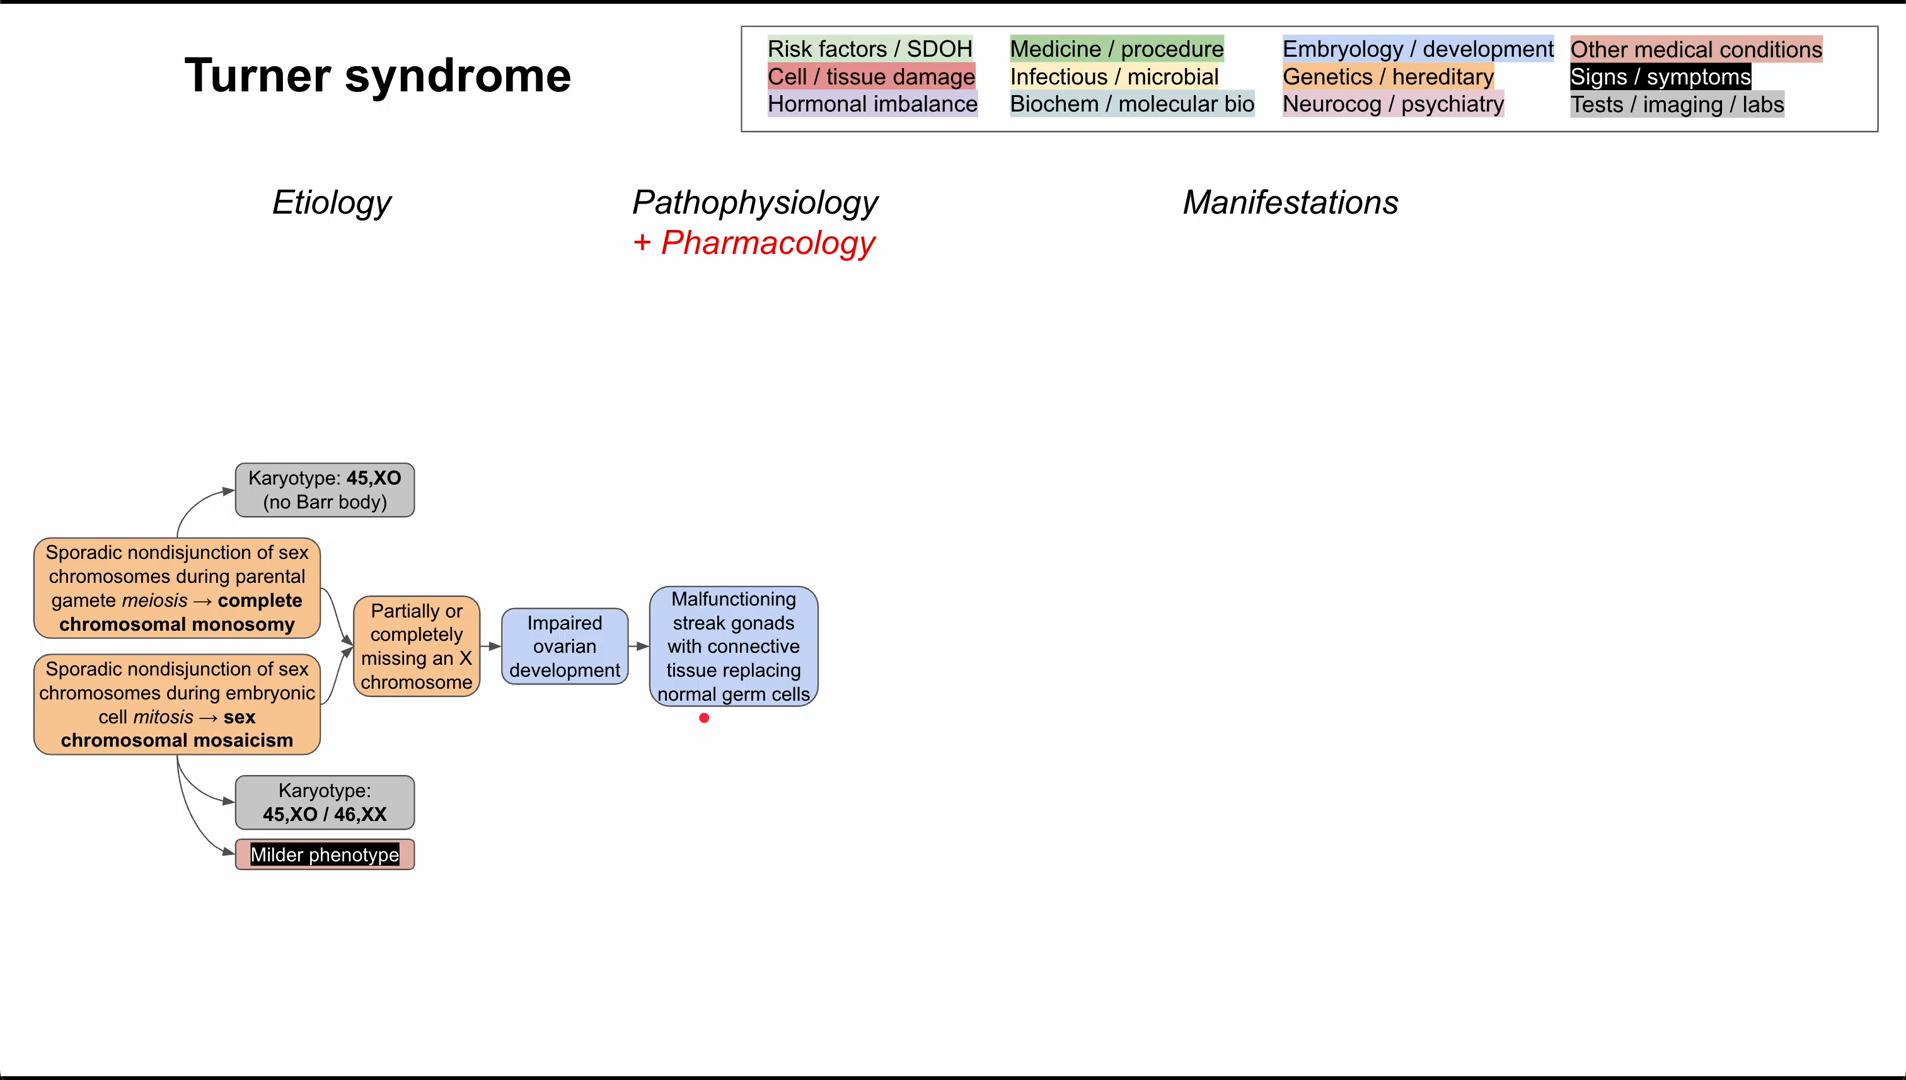 Turner syndrome
Risk factors / SDOH
Cell / tissue damage
Hormonal imbalance
Medicine / procedure
Infectious / microbial
Biochem / molecular bio
Embryology / development
Genetics / hereditary
Neurocog / psychiatry
Other medical conditions
Signs / symptoms
Tests / imaging / labs
Etiology
Pathophysiology
+ Pharmacology
Manifestations
Karyotype: 45,XO
(no Barr body)
Sporadic nondisjunction of sex
chromosomes during parental
gamete meiosis → complete
chromosomal monosomy
Sporadic nondisjunction of sex
chromosomes during embryonic
cell mitosis → sex
chromosomal mosaicism
Karyotype:
45,XO / 46,XX
Milder phenotype
Partially or
completely
missing an X
chromosome
Impaired
ovarian
development
Malfunctioning
streak gonads
with connective
tissue replacing
normal germ cells